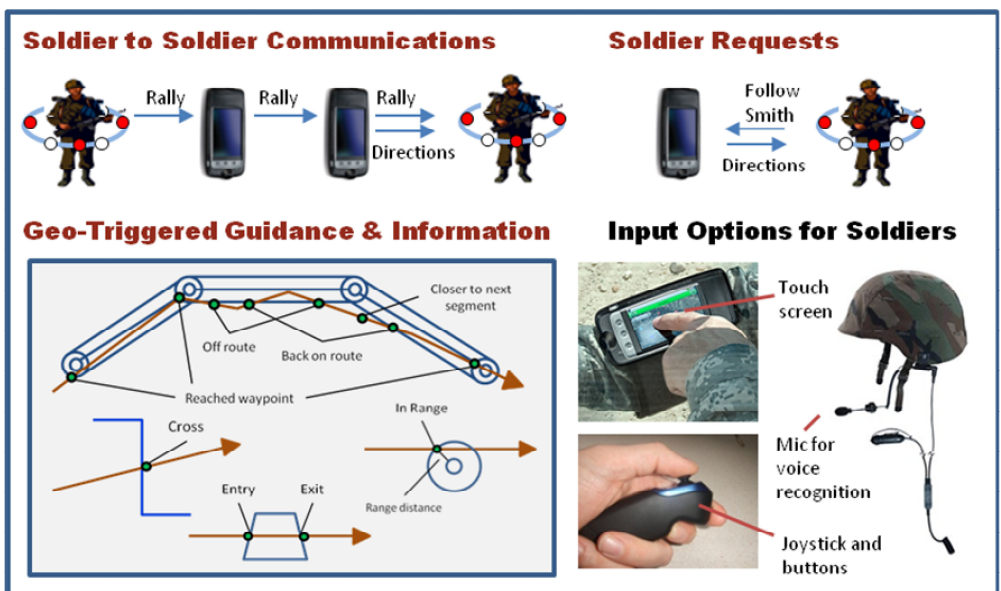 Soldier to Soldier Communications
Rally
Rally
Rally
Directions
Soldier Requests
Follow
Smith
Directions
Geo-Triggered Guidance & Information
Closer to next
segment
Off route
Back on route
Reached waypoint
Cross
In Range
Range distance
Entry
Exit
Input Options for Soldiers
Touch
screen
Mic for
voice
recognition
Joystick and
buttons